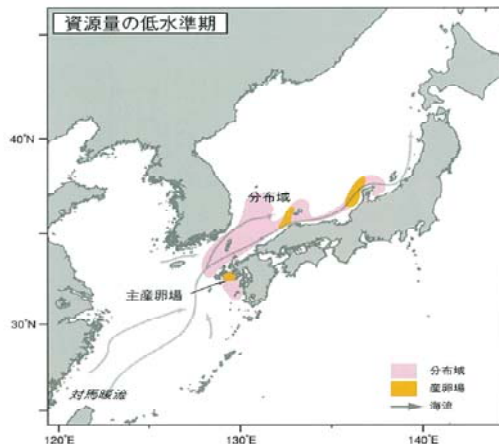 資源量の低水準期
40°N
分布域
主産卵場
30°N
対馬暖流
分布域
産卵場
海流
120°E
130°E
140°E